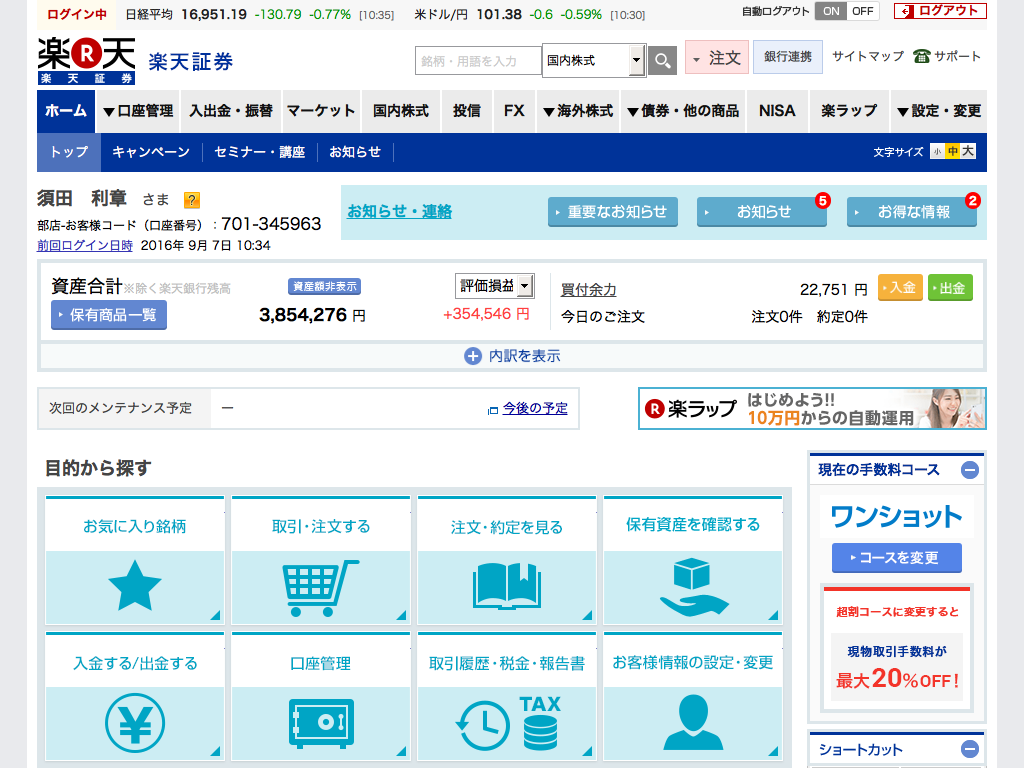 ログイン中 日経平均 16,951.19 -130.79 -0.77% [10:35] 米ドル/円 101.38 -0.6 -0.59% [10:30] 自動ログアウト ON OFF ログアウト
楽天 楽天証券 楽天証券 銘柄・用語を入力 国内株式 注文 銀行連携 サイトマップ サポート
ホーム ▼口座管理 入出金・振替 マーケット 国内株式 投信 FX ▼海外株式 ▼債券・他の商品 NISA 楽ラップ ▼設定・変更
トップ キャンペーン セミナー・講座 お知らせ 文字サイズ 小 中 大
須田 利章 さま ?
部店-お客様コード（口座番号）：701-345963
前回ログイン日時 2016年 9月 7日 10:34
お知らせ・連絡 重要なお知らせ お知らせ 5 お得な情報 2
資産合計※除く楽天銀行残高 資産額非表示 評価損益 買付余力 22,751 円 入金 出金
保有商品一覧 3,854,276 円 +354,546 円 今日のご注文 注文0件 約定0件
内訳を表示
次回のメンテナンス予定 ― 今後の予定
R 楽ラップ はじめよう!!
10万円からの自動運用
目的から探す
お気に入り銘柄 取引・注文する 注文・約定を見る 保有資産を確認する
入金する/出金する 口座管理 取引履歴・税金・報告書 お客様情報の設定・変更
TAX
現在の手数料コース
ワンショット
コースを変更
超割コースに変更すると
現物取引手数料が
最大20%OFF!
ショートカット